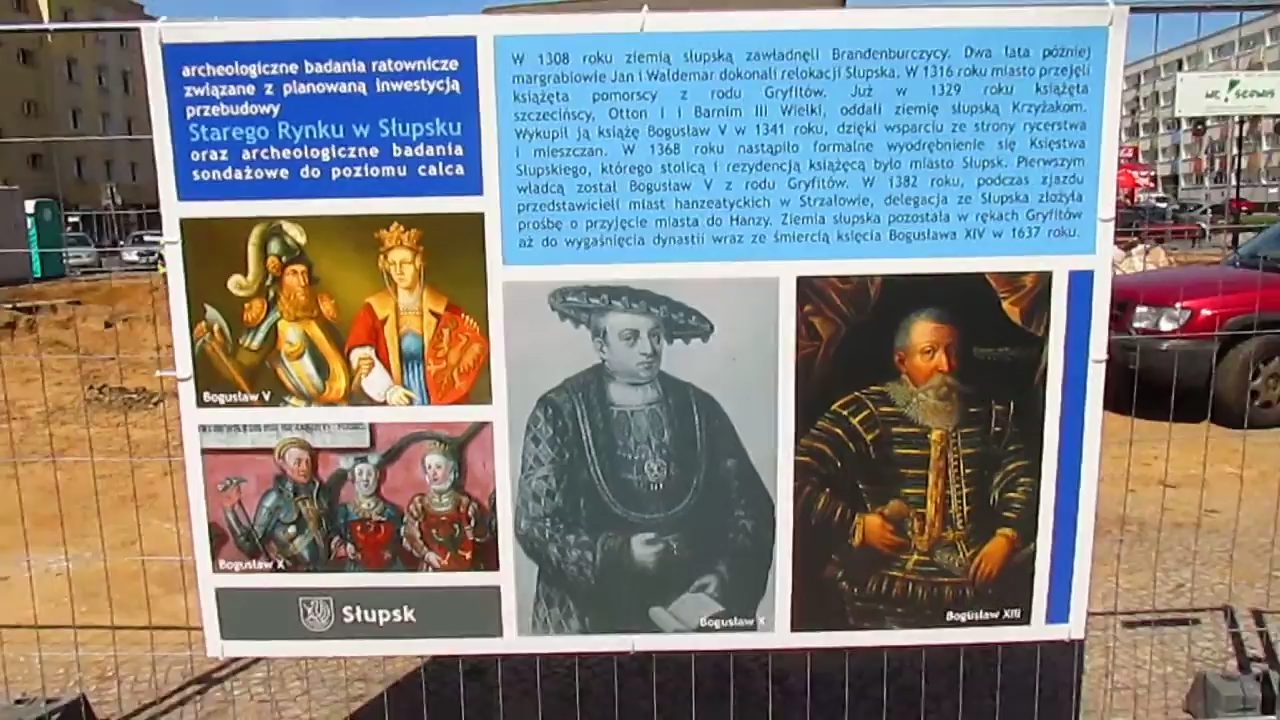 archeologiczne badania ratownicze
związane z planowaną inwestycją
przebudowy
Starego Rynku w Słupsku
oraz archeologiczne badania
sondażowe do poziomu calca
W 1308 roku ziemią słupską zawładnęli Brandenburczycy. Dwa lata później
margrabiowie Jan i Waldemar dokonali relokacji Słupska. W 1316 roku miasto przejęli
książęta pomorscy z rodu Gryfitów. Już w 1329 roku książęta
szczecińscy, Otton I i Barnim III Wielki, oddali ziemię słupską Krzyżakom.
Wykupił ją książę Bogusław V w 1341 roku, dzięki wsparciu ze strony rycerstwa
i mieszczan. W 1368 roku nastąpiło formalne wyodrębnienie się Księstwa
Słupskiego, którego stolicą i rezydencją książęcą było miasto Słupsk. Pierwszym
władcą został Bogusław V z rodu Gryfitów. W 1382 roku, podczas zjazdu
przedstawicieli miast hanzeatyckich w Strzałowie, delegacja ze Słupska złożyła
prośbę o przyjęcie miasta do Hanzy. Ziemia słupska pozostała w rękach Gryfitów
aż do wygaśnięcia dynastii wraz ze śmiercią księcia Bogusława XIV w 1637 roku.
Bogusław V
Bogusław X
Bogusław X
Bogusław XIII
Słupsk
WC SERWIS